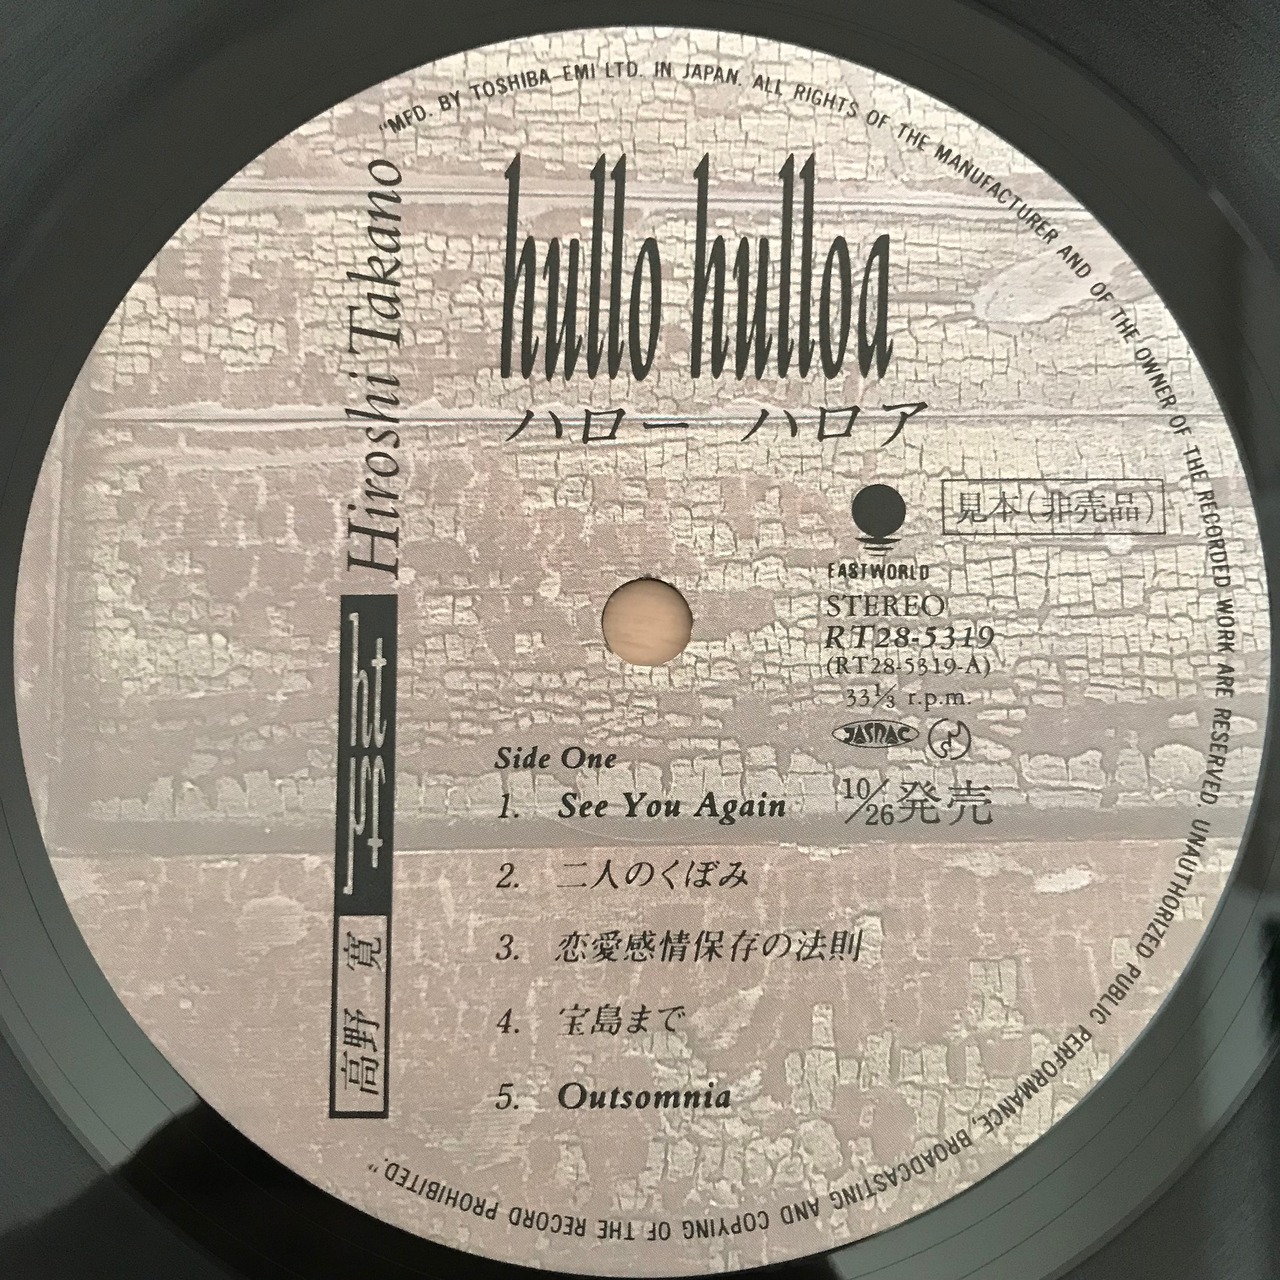 "MFD. BY TOSHIBA-EMI LTD. IN JAPAN. ALL RIGHTS OF THE MANUFACTURER AND OF THE OWNER OF THE RECORDED WORK ARE RESERVED. UNAUTHORIZED PUBLIC PERFORMANCE, BROADCASTING AND COPYING OF THE RECORD PROHIBITED."
hullo hulloa
ハロー ハロア
Hiroshi Takano
高野 寛
見本(非売品)
EASTWORLD
STEREO
RT28-5319
(RT28-5319-A)
33⅓ r.p.m.
JASRAC
10/26発売
Side One
1. See You Again
2. 二人のくぼみ
3. 恋愛感情保存の法則
4. 宝島まで
5. Outsomnia